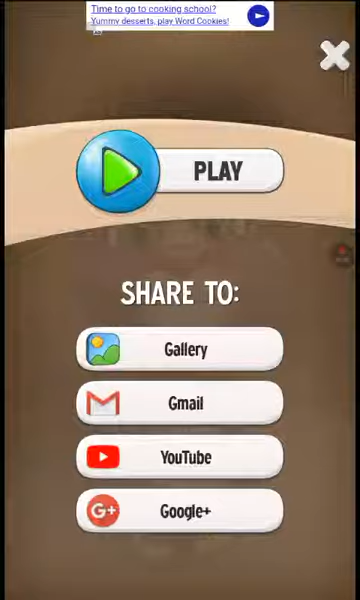 Time to go to cooking school?
Yummy desserts, play Word Cookies!
PLAY
SHARE TO:
Gallery
Gmail
YouTube
G+ Google+